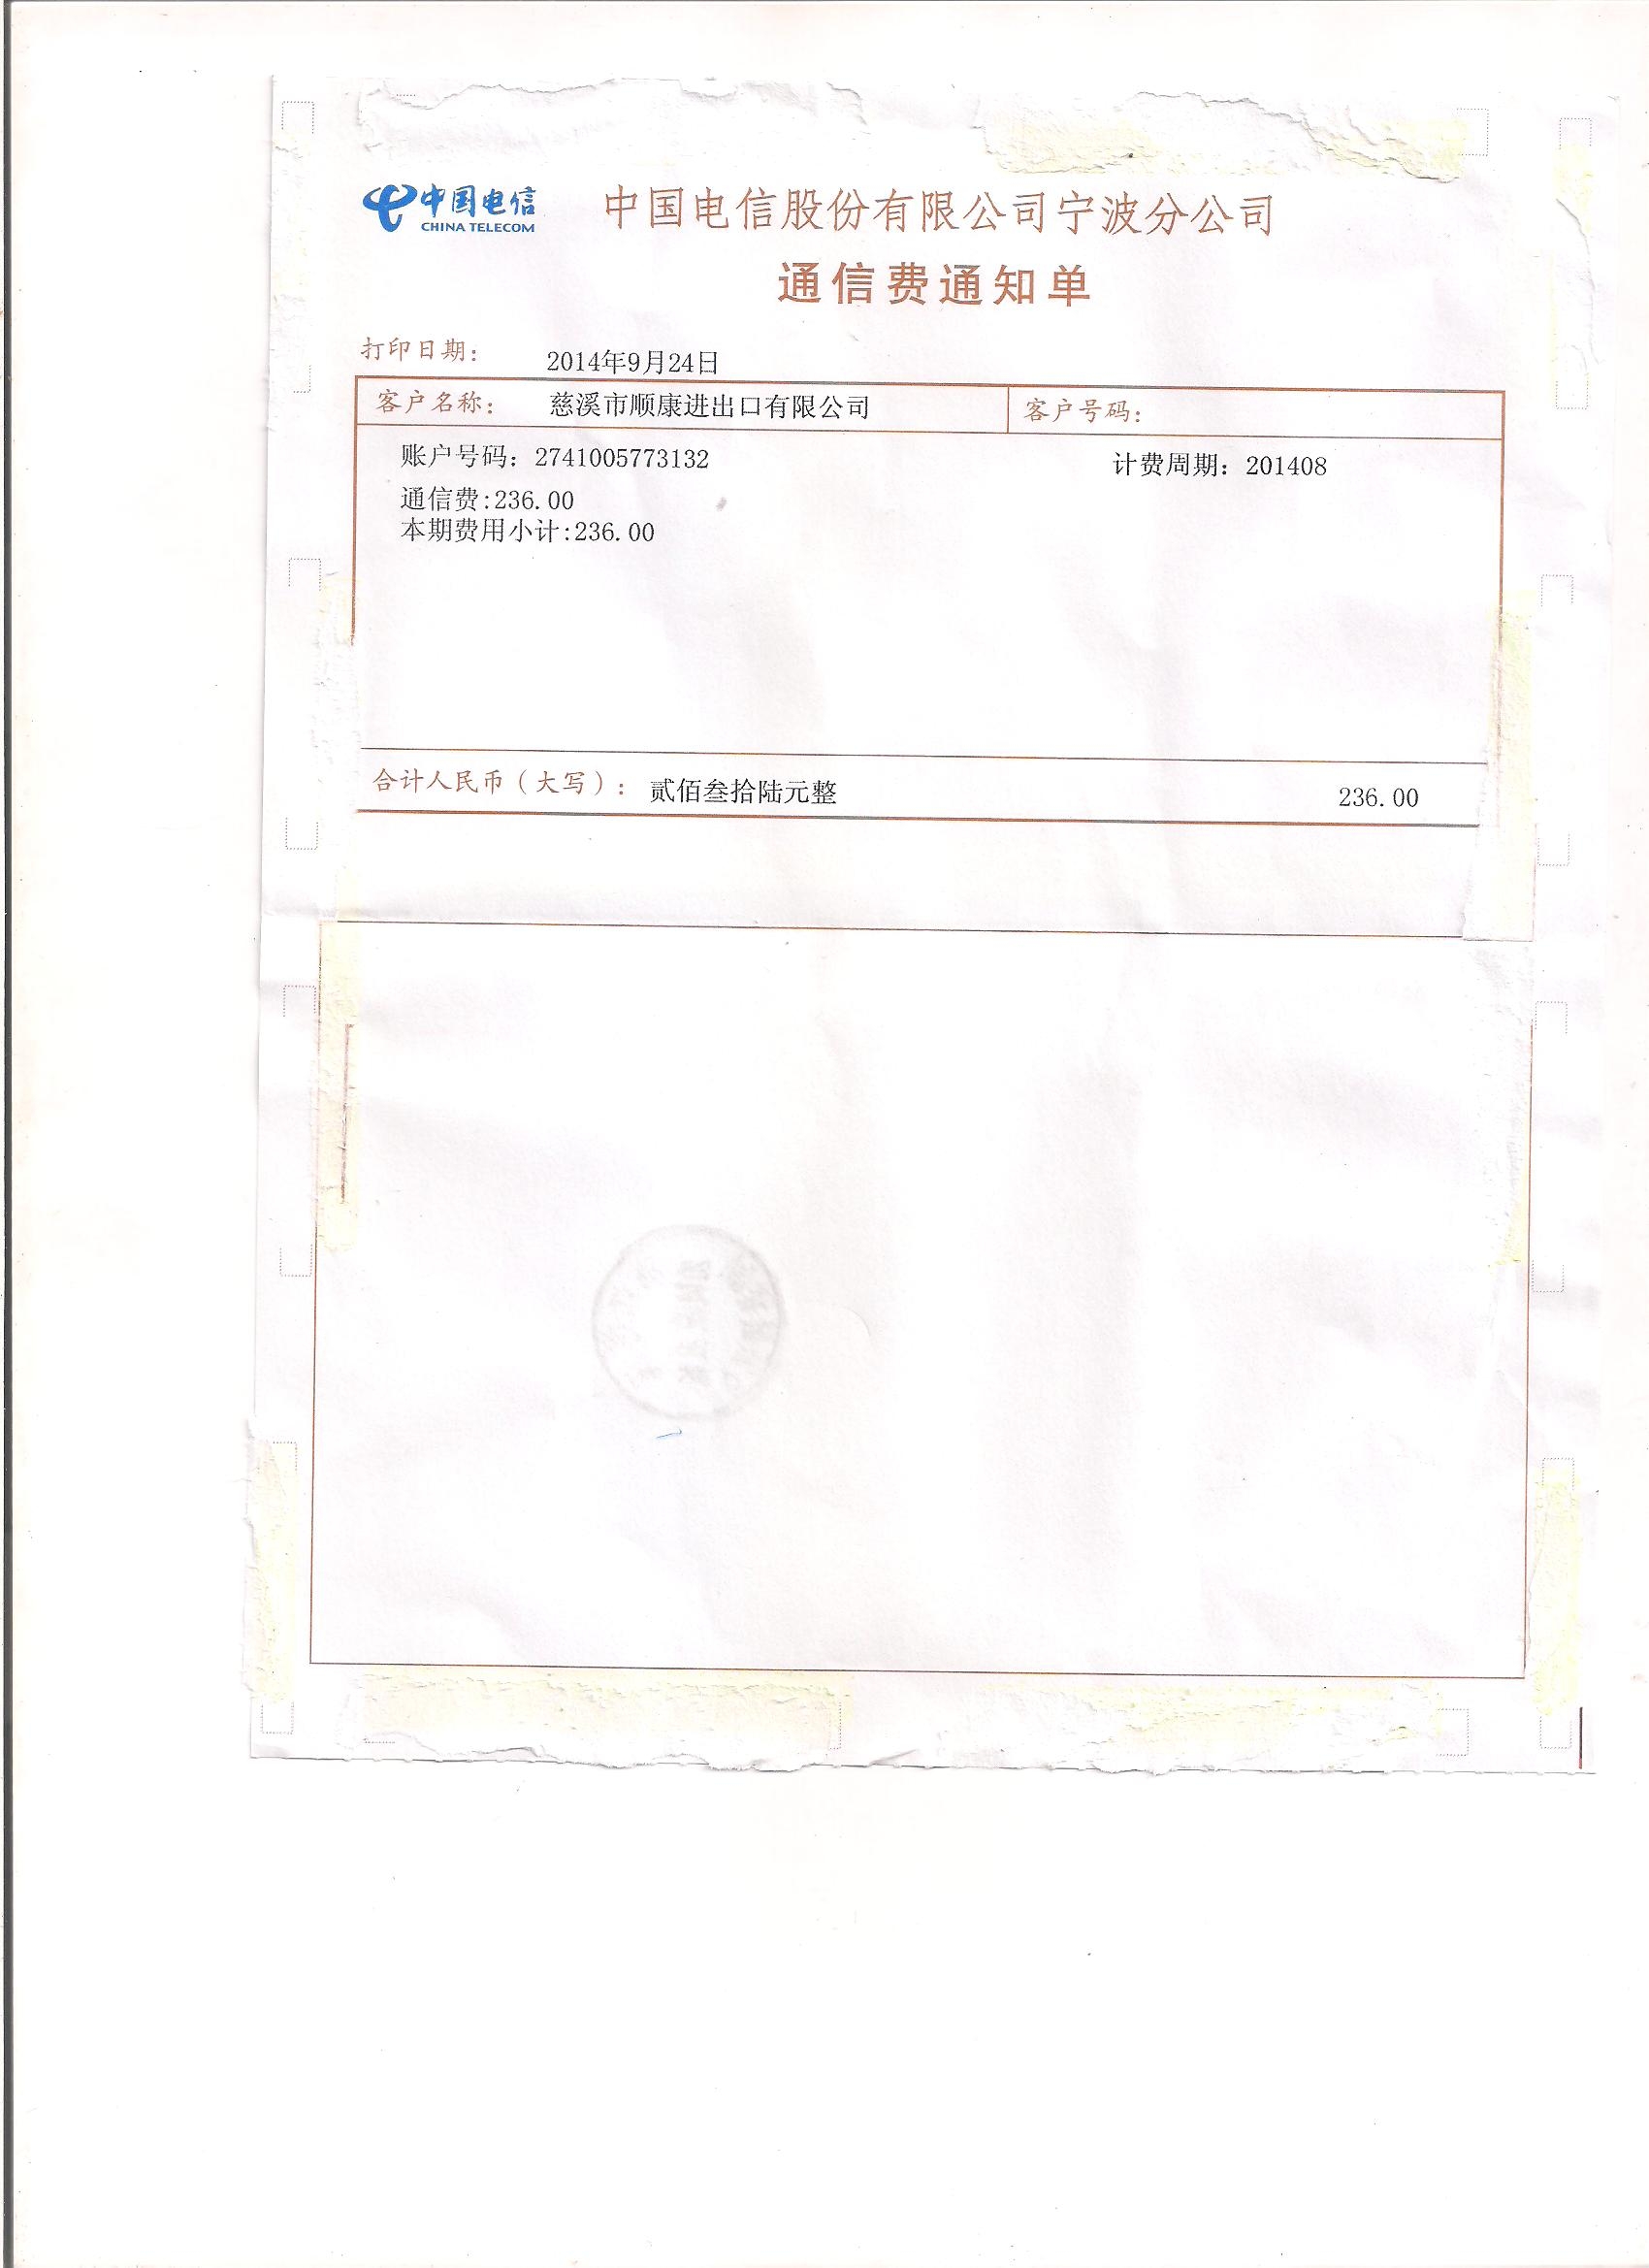 中国电信
CHINA TELECOM
中国电信股份有限公司宁波分公司
通信费通知单
打印日期: 2014年9月24日
客户名称: 慈溪市顺康进出口有限公司 客户号码:
账户号码: 2741005773132 计费周期: 201408
通信费:236.00
本期费用小计:236.00
合计人民币（大写）: 贰佰叁拾陆元整 236.00